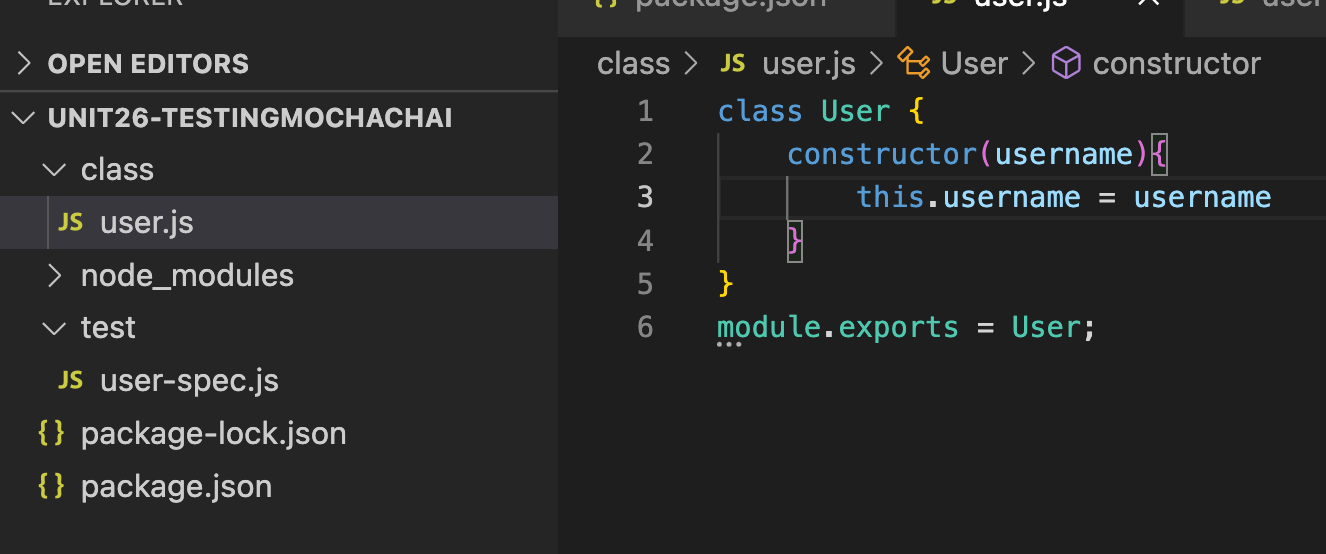 EXPLORER
OPEN EDITORS
UNIT26-TESTINGMOCHACHAI
class
JS user.js
node_modules
test
JS user-spec.js
{} package-lock.json
{} package.json
{} package.json JS user.js × JS user
class > JS user.js > User > constructor
1 class User {
2 constructor(username){
3 this.username = username
4 }
5 }
6 module.exports = User;